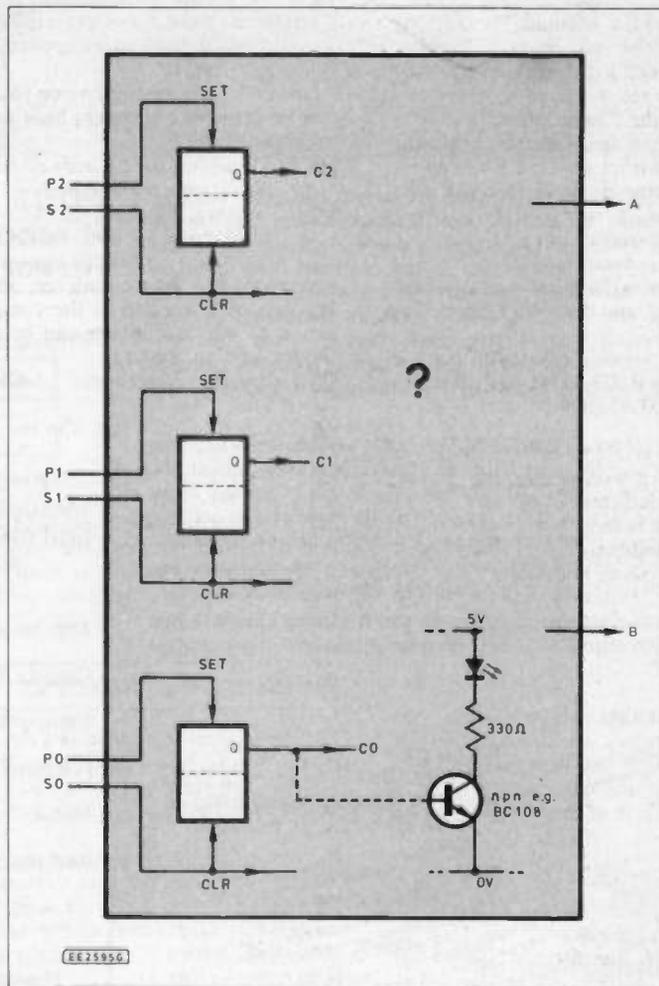 SET
Q
C2
P2
S2
A
CLR
?
SET
Q
C1
P1
S1
CLR
5V
B
SET
330Ω
Q
C0
P0
S0
npn e.g.
BC108
CLR
0V
EE2595G